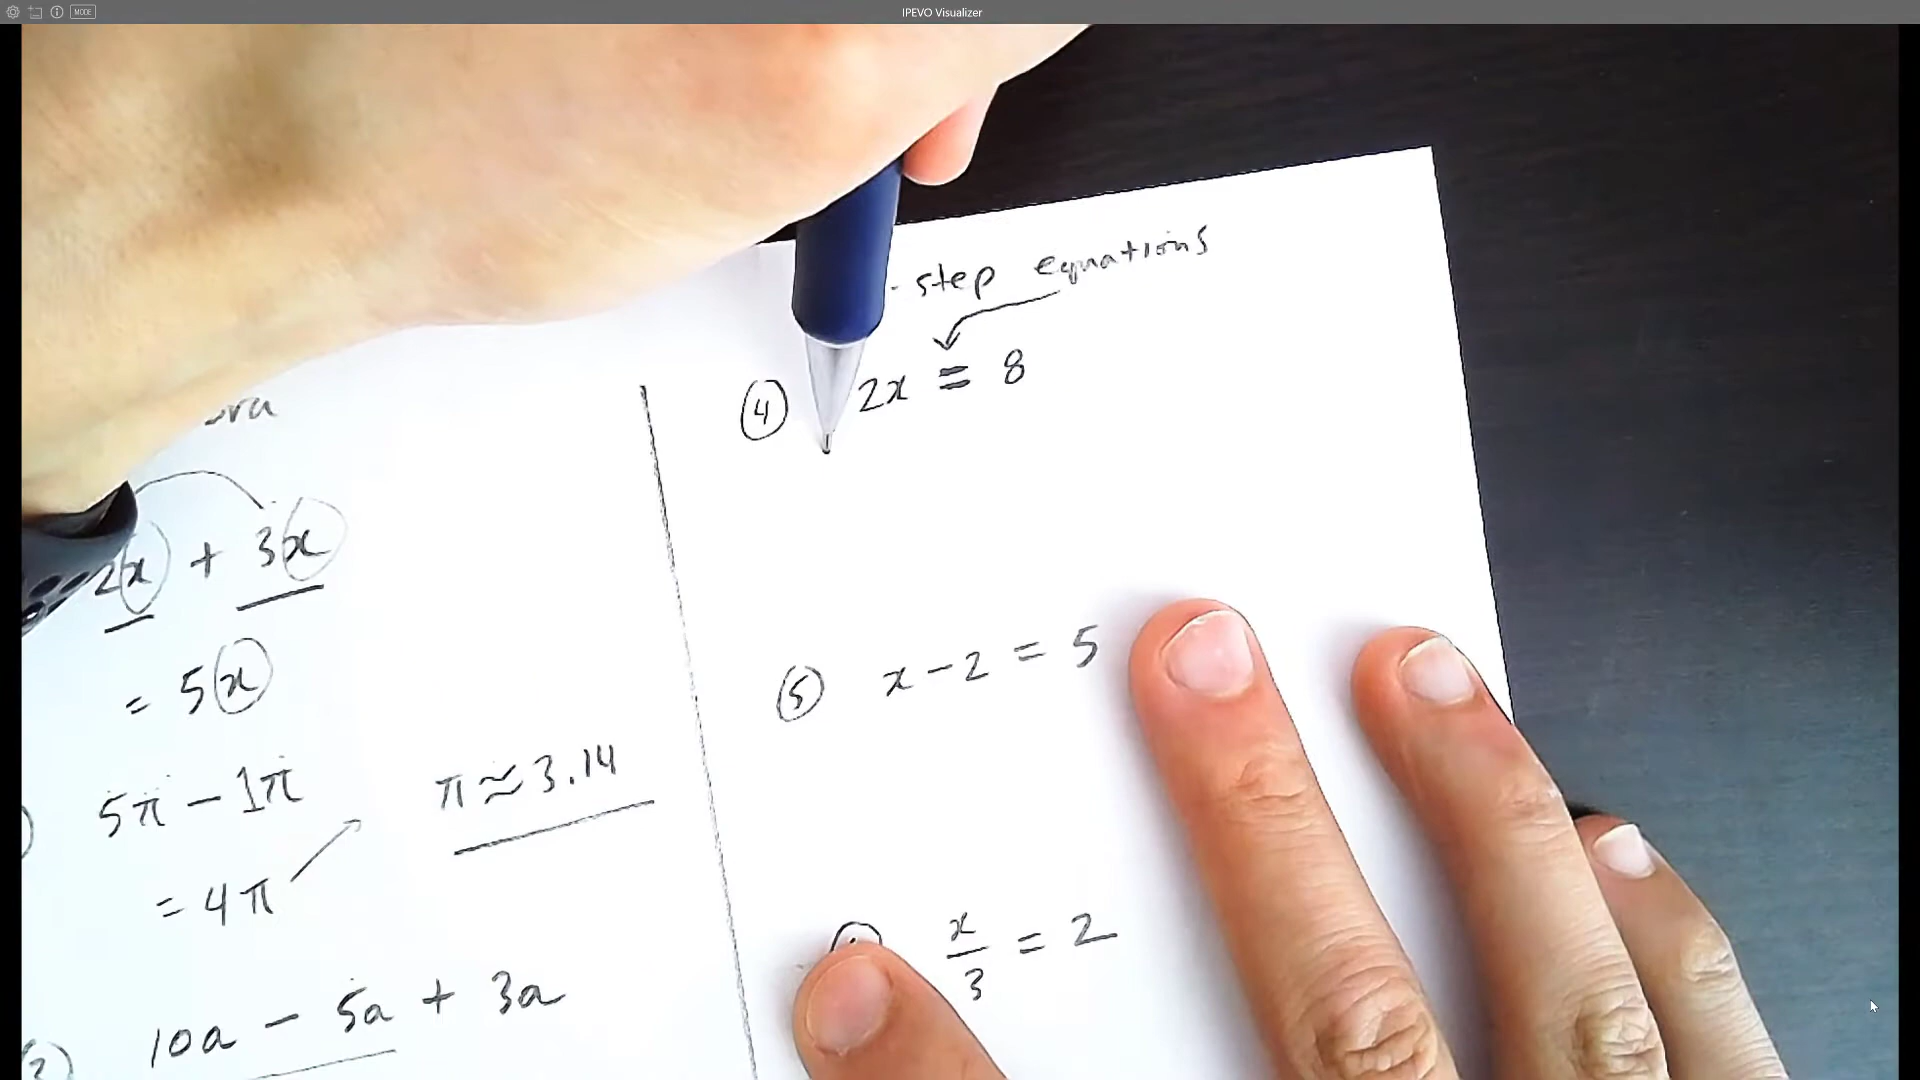 MODE
IPEVO Visualizer
2x + 3x
= 5x
5π − 1π
= 4π
π ≈ 3.14
10a − 5a + 3a
step equations
4 2x = 8
5 x − 2 = 5
x/3 = 2